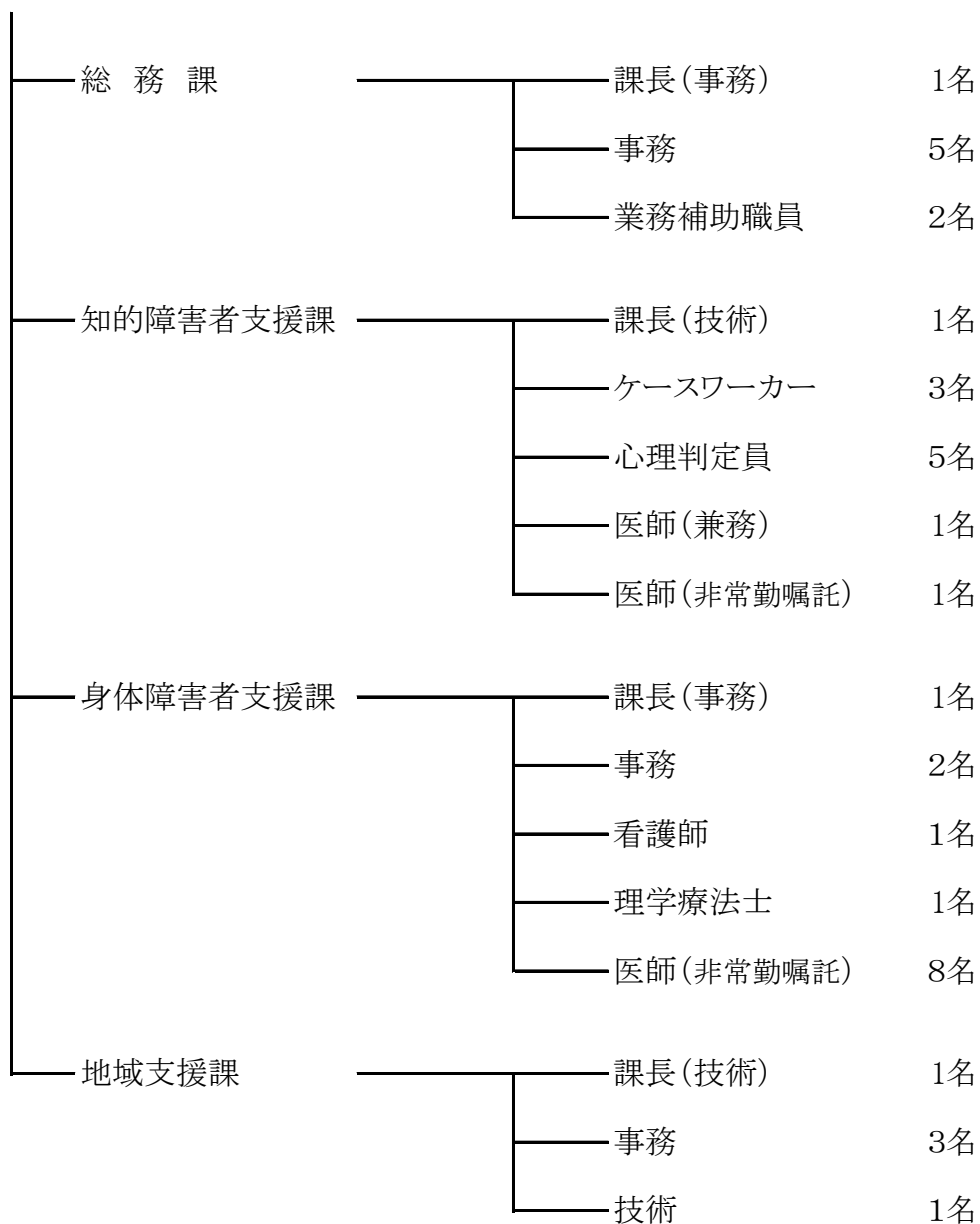 総 務 課 課長(事務) 1名
事務 5名
業務補助職員 2名
知的障害者支援課 課長(技術) 1名
ケースワーカー 3名
心理判定員 5名
医師(兼務) 1名
医師(非常勤嘱託) 1名
身体障害者支援課 課長(事務) 1名
事務 2名
看護師 1名
理学療法士 1名
医師(非常勤嘱託) 8名
地域支援課 課長(技術) 1名
事務 3名
技術 1名